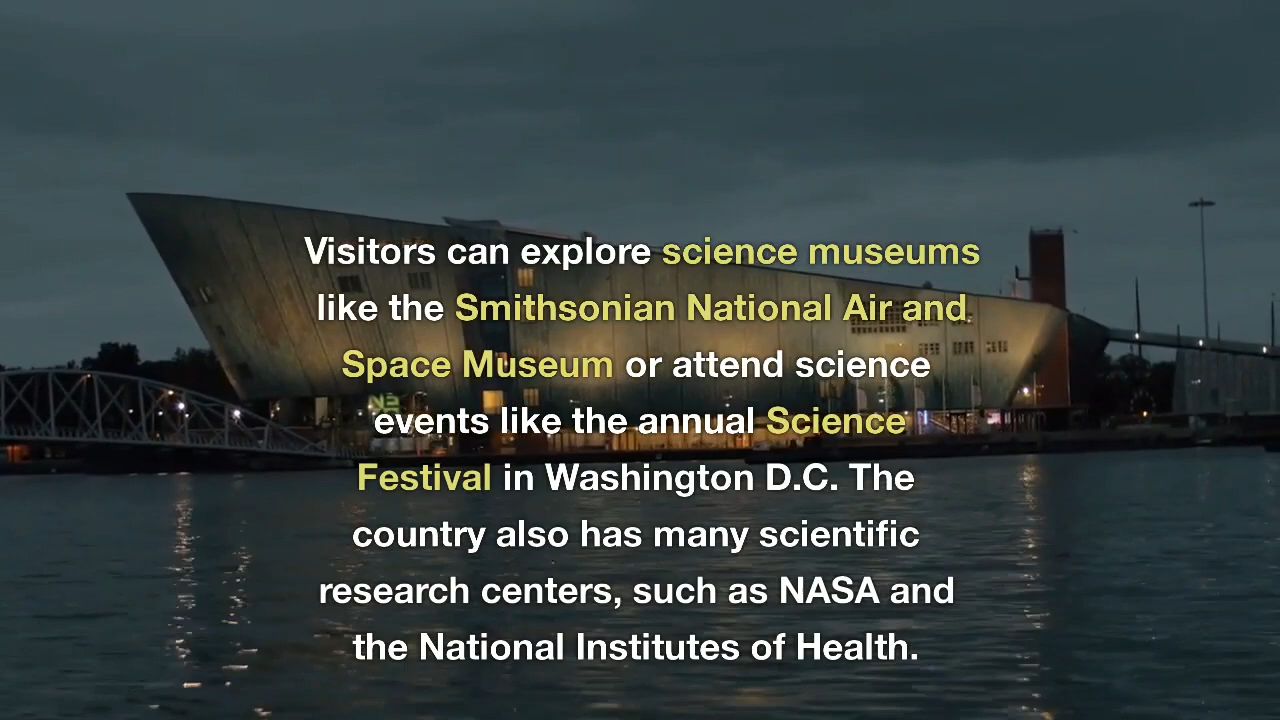 Visitors can explore science museums
like the Smithsonian National Air and
Space Museum or attend science
events like the annual Science
Festival in Washington D.C. The
country also has many scientific
research centers, such as NASA and
the National Institutes of Health.